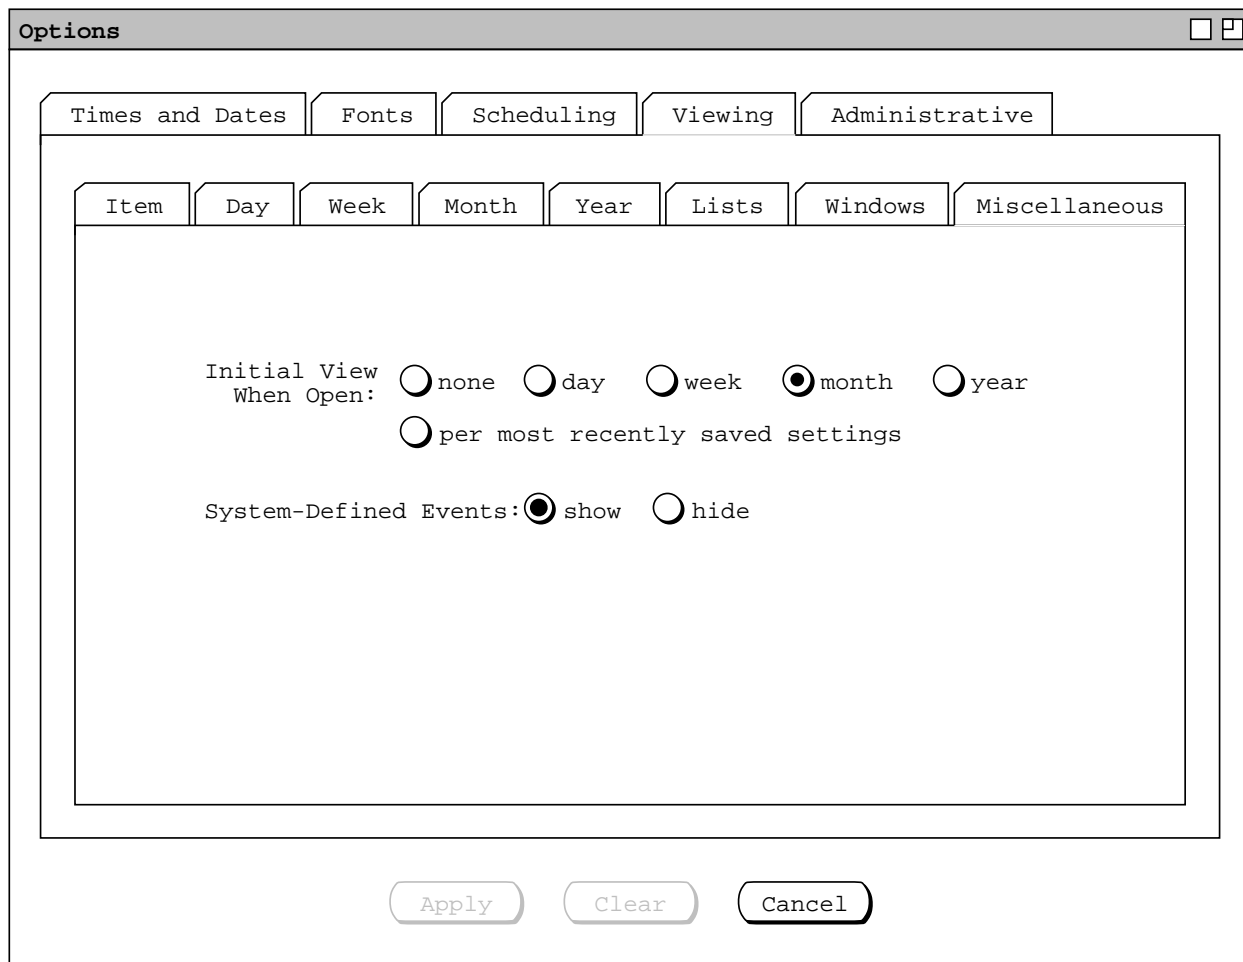 Options
Times and Dates Fonts Scheduling Viewing Administrative
Item Day Week Month Year Lists Windows Miscellaneous
Initial View
When Open: none day week month year
per most recently saved settings
System-Defined Events: show hide
Apply Clear Cancel